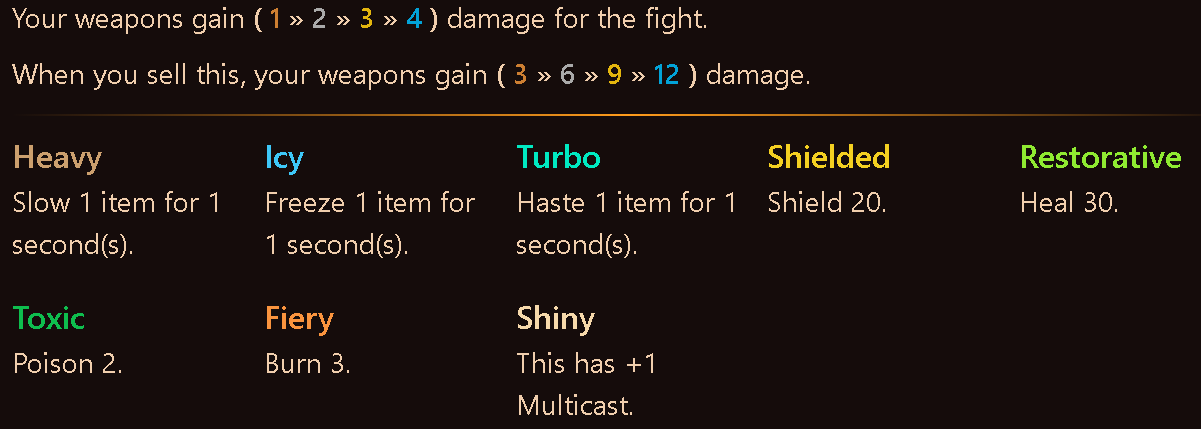 Your weapons gain ( 1 » 2 » 3 » 4 ) damage for the fight.
When you sell this, your weapons gain ( 3 » 6 » 9 » 12 ) damage.
Heavy
Slow 1 item for 1
second(s).
Icy
Freeze 1 item for
1 second(s).
Turbo
Haste 1 item for 1
second(s).
Shielded
Shield 20.
Restorative
Heal 30.
Toxic
Poison 2.
Fiery
Burn 3.
Shiny
This has +1
Multicast.